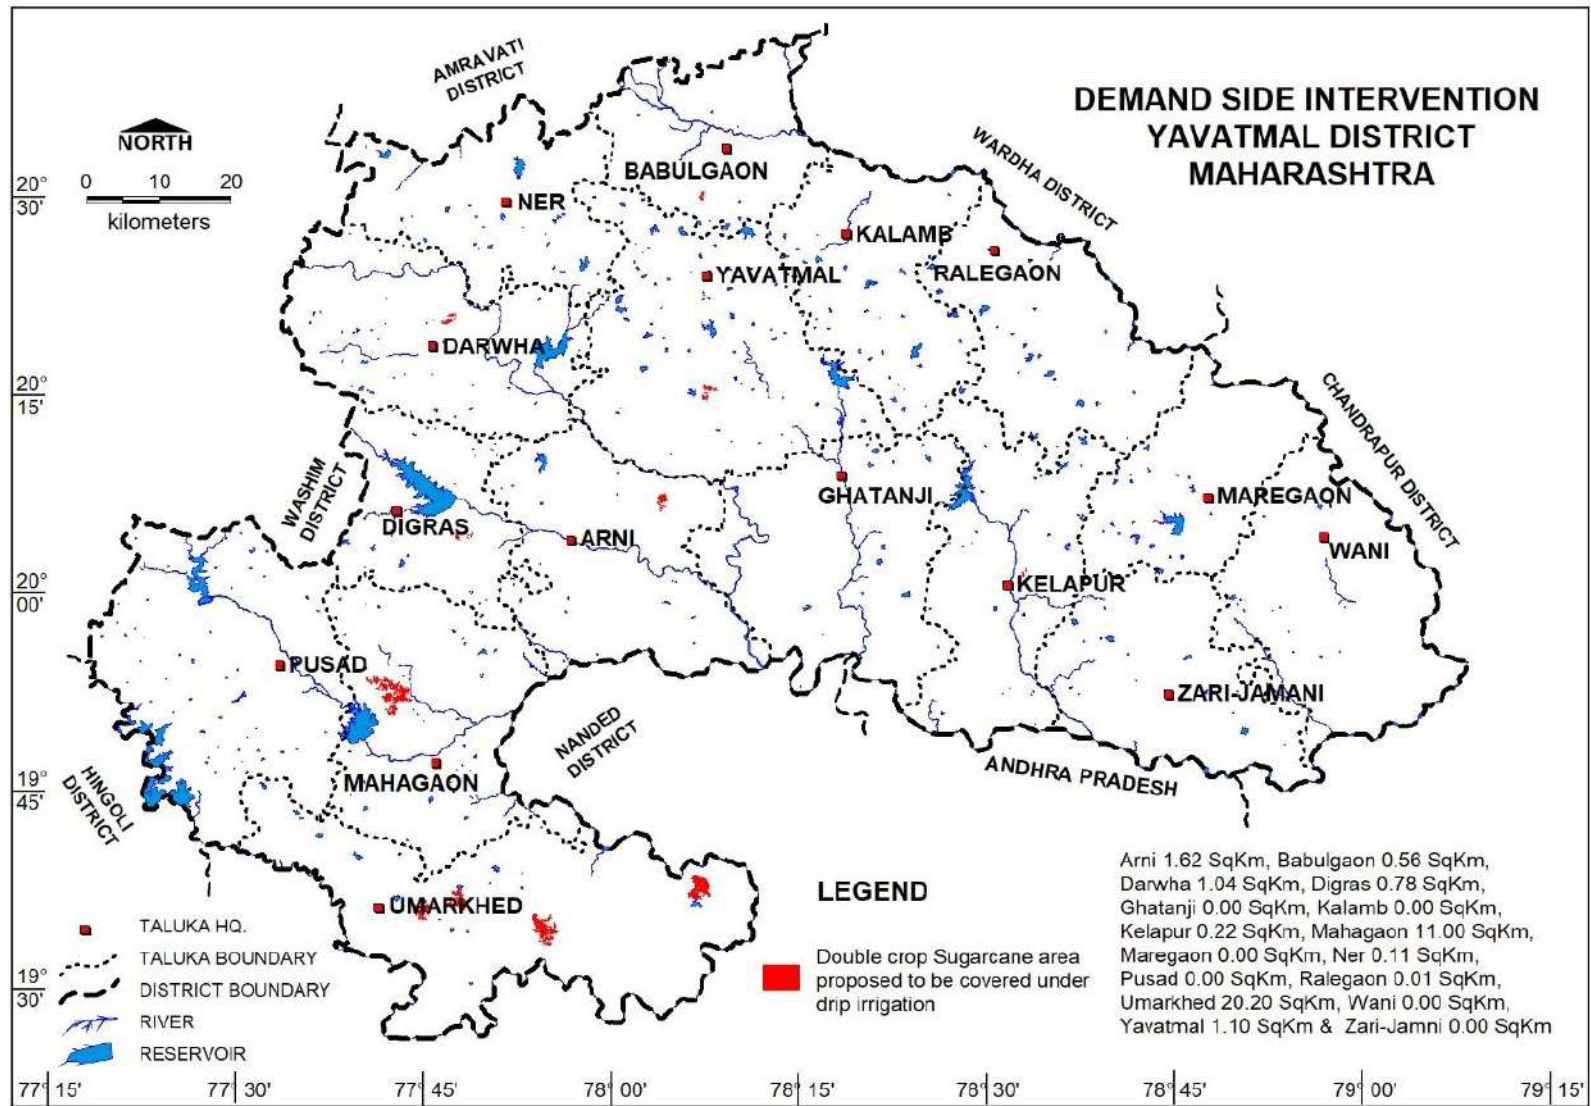 AMRAVATI
DISTRICT
DEMAND SIDE INTERVENTION
YAVATMAL DISTRICT
MAHARASHTRA
NORTH
0 10 20
kilometers
WARDHA DISTRICT
BABULGAON
NER
KALAMB
RALEGAON
YAVATMAL
DARWHA
CHANDRAPUR DISTRICT
WASHIM
DISTRICT
GHATANJI
MAREGAON
DIGRAS
ARNI
WANI
KELAPUR
PUSAD
ZARI-JAMANI
NANDED
DISTRICT
ANDHRA PRADESH
HINGOLI
DISTRICT
MAHAGAON
UMARKHED
20°
30'
20°
15'
20°
00'
19°
45'
19°
30'
TALUKA HQ.
TALUKA BOUNDARY
DISTRICT BOUNDARY
RIVER
RESERVOIR
LEGEND
Double crop Sugarcane area
proposed to be covered under
drip irrigation
Arni 1.62 SqKm, Babulgaon 0.56 SqKm,
Darwha 1.04 SqKm, Digras 0.78 SqKm,
Ghatanji 0.00 SqKm, Kalamb 0.00 SqKm,
Kelapur 0.22 SqKm, Mahagaon 11.00 SqKm,
Maregaon 0.00 SqKm, Ner 0.11 SqKm,
Pusad 0.00 SqKm, Ralegaon 0.01 SqKm,
Umarkhed 20.20 SqKm, Wani 0.00 SqKm,
Yavatmal 1.10 SqKm & Zari-Jamni 0.00 SqKm
77° 15' 77° 30' 77° 45' 78° 00' 78° 15' 78° 30' 78° 45' 79° 00' 79° 15'